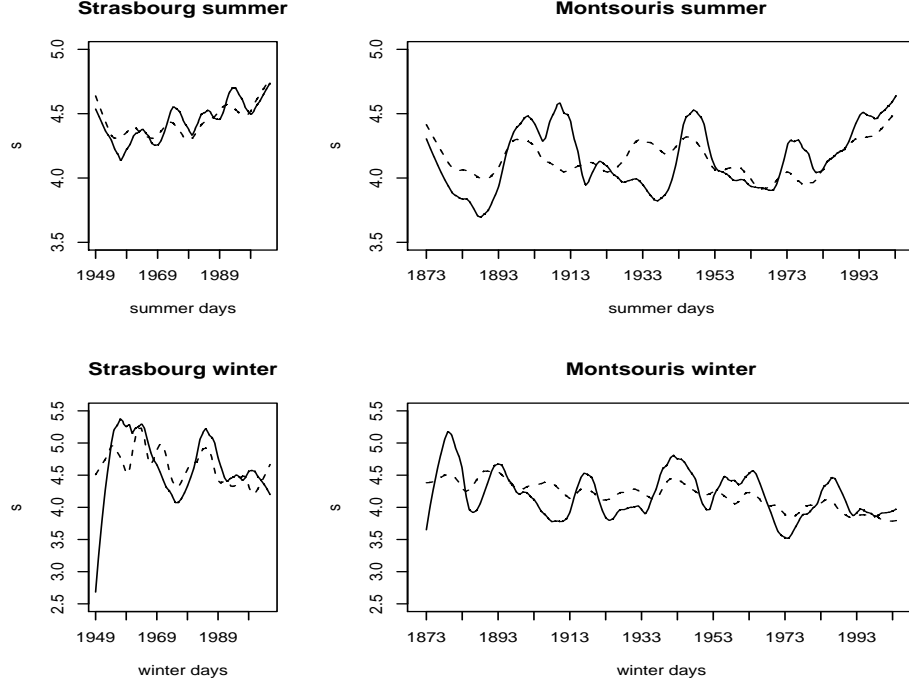 Strasbourg summer
s
5.0
4.5
4.0
3.5
1949 1969 1989
summer days
Montsouris summer
s
5.0
4.5
4.0
3.5
1873 1893 1913 1933 1953 1973 1993
summer days
Strasbourg winter
s
5.5
5.0
4.5
4.0
3.5
3.0
2.5
1949 1969 1989
winter days
Montsouris winter
s
5.5
5.0
4.5
4.0
3.5
3.0
2.5
1873 1893 1913 1933 1953 1973 1993
winter days